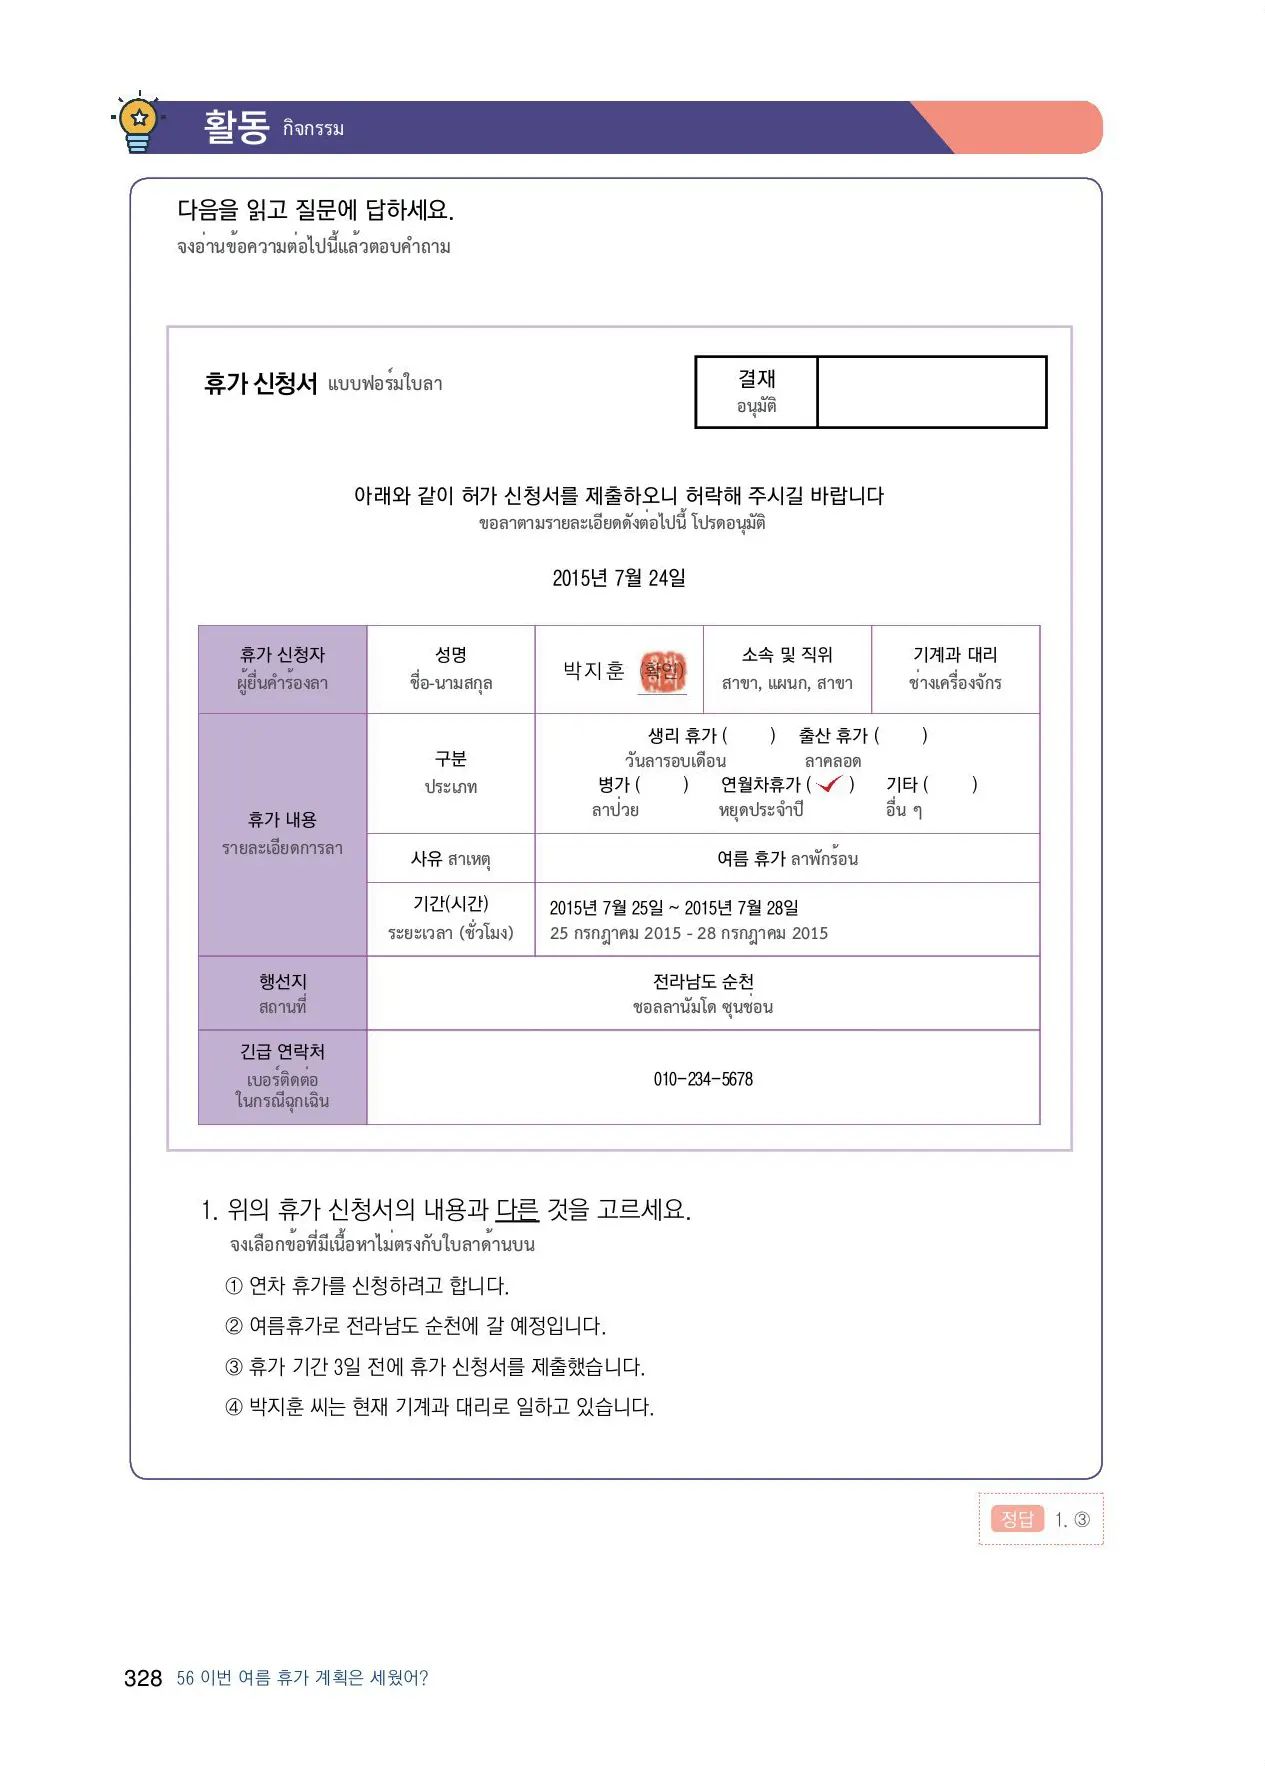 활동 กิจกรรม
다음을 읽고 질문에 답하세요.
จงอ่านข้อความต่อไปนี้แล้วตอบคำถาม
휴가 신청서 แบบฟอร์มใบลา
결재
อนุมัติ
아래와 같이 허가 신청서를 제출하오니 허락해 주시길 바랍니다
ขอลาตามรายละเอียดดังต่อไปนี้ โปรดอนุมัติ
2015년 7월 24일
휴가 신청자
ผู้ยื่นคำร้องลา
성명
ชื่อ-นามสกุล
박지훈 (확인)
소속 및 직위
สาขา, แผนก, สาขา
기계과 대리
ช่างเครื่องจักร
휴가 내용
รายละเอียดการลา
구분
ประเภท
생리 휴가 ( ) 출산 휴가 ( )
วันลารอบเดือน ลาคลอด
병가 ( ) 연월차휴가 ( ✓ ) 기타 ( )
ลาป่วย หยุดประจำปี อื่น ๆ
사유 สาเหตุ
여름 휴가 ลาพักร้อน
기간(시간)
ระยะเวลา (ชั่วโมง)
2015년 7월 25일 ~ 2015년 7월 28일
25 กรกฎาคม 2015 - 28 กรกฎาคม 2015
행선지
สถานที่
전라남도 순천
ชอลลานัมโด ซุนช่อน
긴급 연락처
เบอร์ติดต่อ
ในกรณีฉุกเฉิน
010-234-5678
1. 위의 휴가 신청서의 내용과 다른 것을 고르세요.
จงเลือกข้อที่มีเนื้อหาไม่ตรงกับใบลาด้านบน
① 연차 휴가를 신청하려고 합니다.
② 여름휴가로 전라남도 순천에 갈 예정입니다.
③ 휴가 기간 3일 전에 휴가 신청서를 제출했습니다.
④ 박지훈 씨는 현재 기계과 대리로 일하고 있습니다.
정답 1. ③
328 56 이번 여름 휴가 계획은 세웠어?